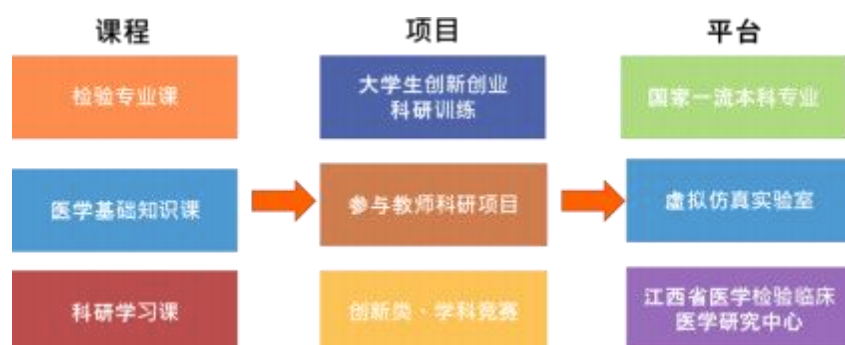 课程
项目
平台
检验专业课
大学生创新创业
科研训练
国家一流本科专业
医学基础知识课
参与教师科研项目
虚拟仿真实验室
科研学习课
创新类、学科竞赛
江西省医学检验临床
医学研究中心